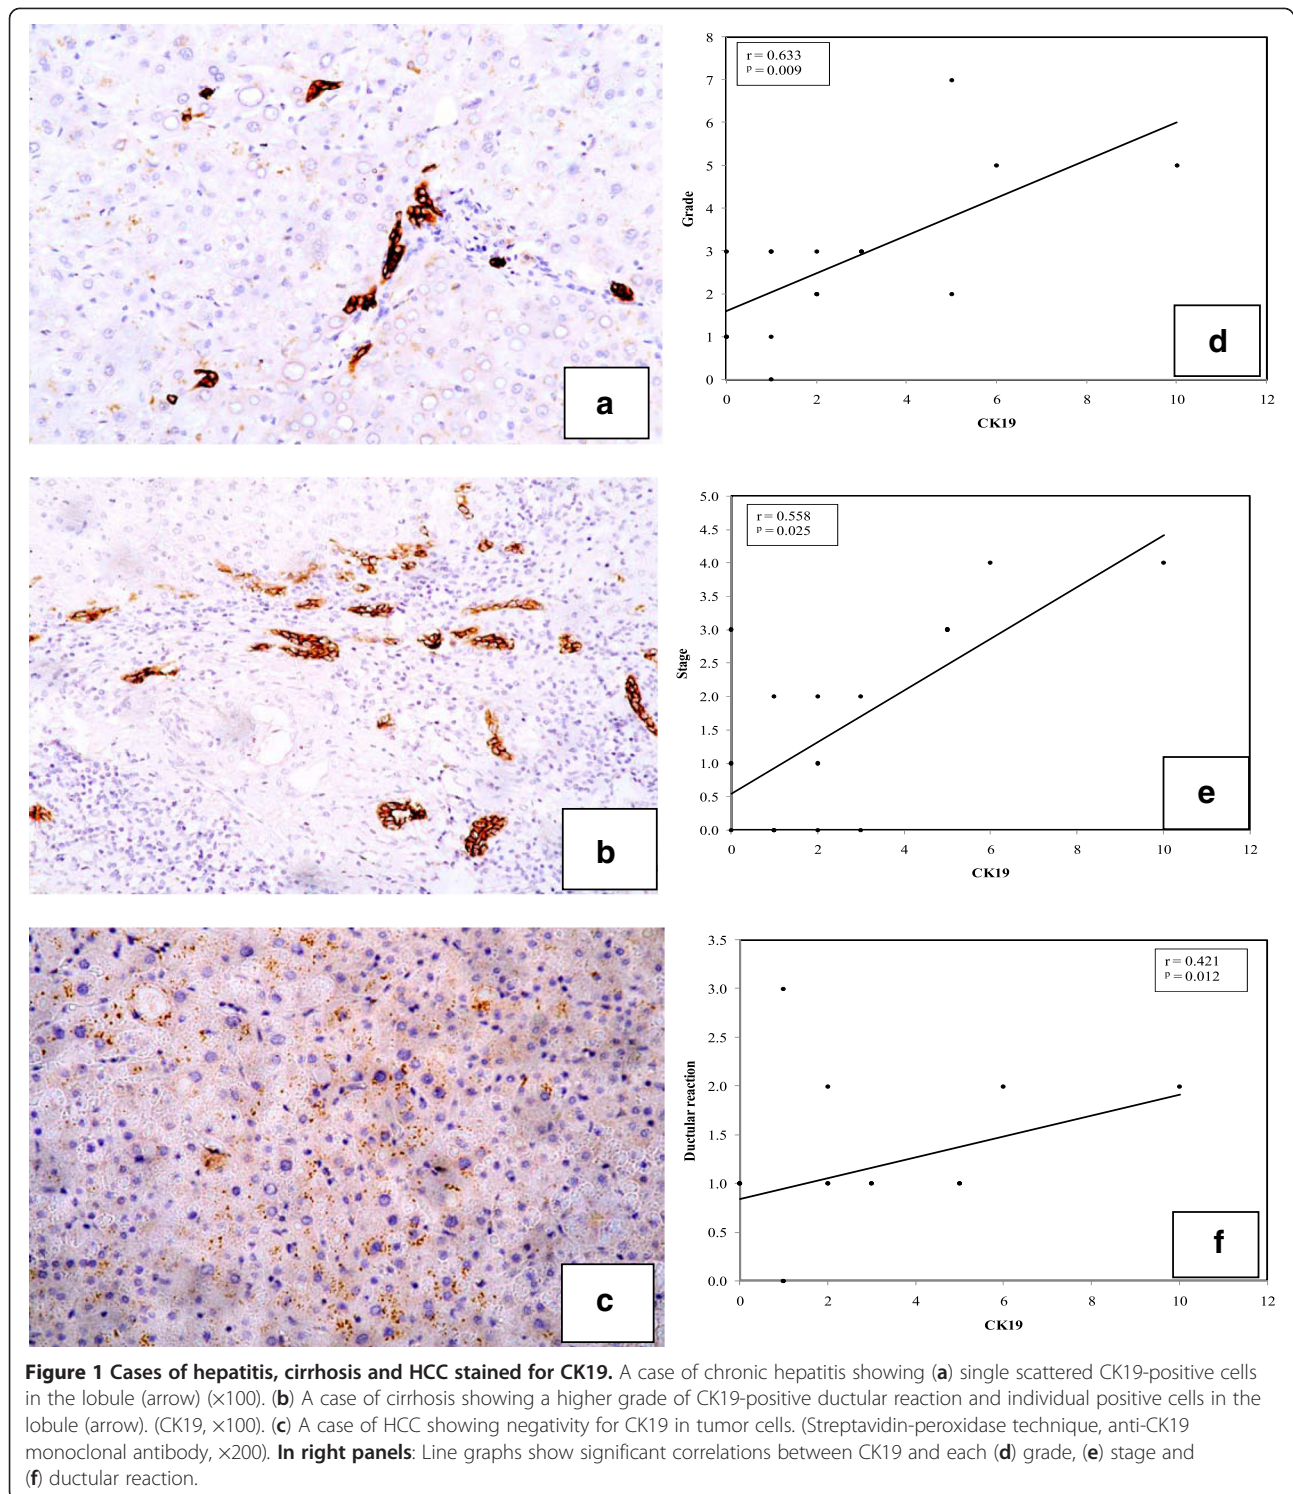 a
8
7
6
5
4
3
2
1
0
Grade
r = 0.633
p = 0.009
d
0 2 4 6 8 10 12
CK19
b
5.0
4.5
4.0
3.5
3.0
2.5
2.0
1.5
1.0
0.5
0.0
Stage
r = 0.558
p = 0.025
e
0 2 4 6 8 10 12
CK19
c
3.5
3.0
2.5
2.0
1.5
1.0
0.5
0.0
Ductular reaction
r = 0.421
p = 0.012
f
0 2 4 6 8 10 12
CK19
Figure 1 Cases of hepatitis, cirrhosis and HCC stained for CK19. A case of chronic hepatitis showing (a) single scattered CK19-positive cells
in the lobule (arrow) (×100). (b) A case of cirrhosis showing a higher grade of CK19-positive ductular reaction and individual positive cells in the
lobule (arrow). (CK19, ×100). (c) A case of HCC showing negativity for CK19 in tumor cells. (Streptavidin-peroxidase technique, anti-CK19
monoclonal antibody, ×200). In right panels: Line graphs show significant correlations between CK19 and each (d) grade, (e) stage and
(f) ductular reaction.